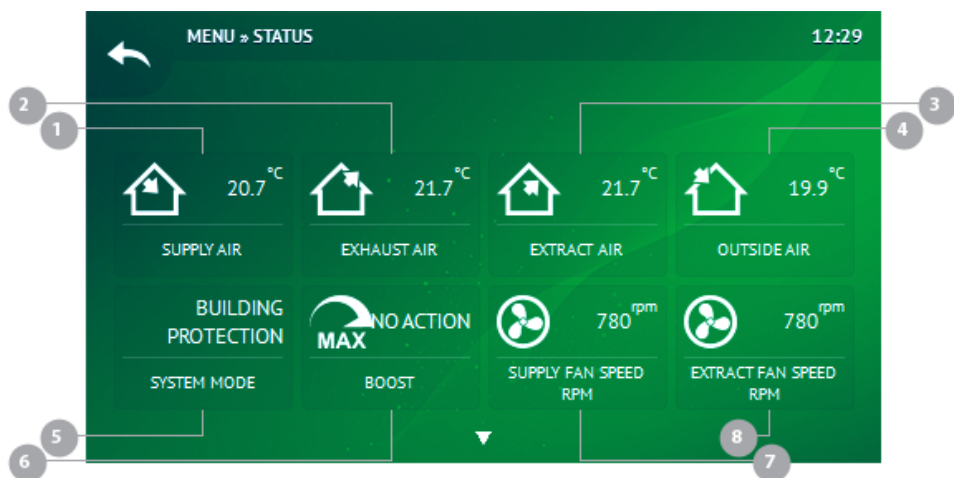 MENU » STATUS
12:29
2
1
3
4
20.7 °C
21.7 °C
21.7 °C
19.9 °C
SUPPLY AIR
EXHAUST AIR
EXTRACT AIR
OUTSIDE AIR
BUILDING
PROTECTION
SYSTEM MODE
MAX
NO ACTION
BOOST
780 rpm
SUPPLY FAN SPEED
RPM
780 rpm
EXTRACT FAN SPEED
RPM
5
6
8
7